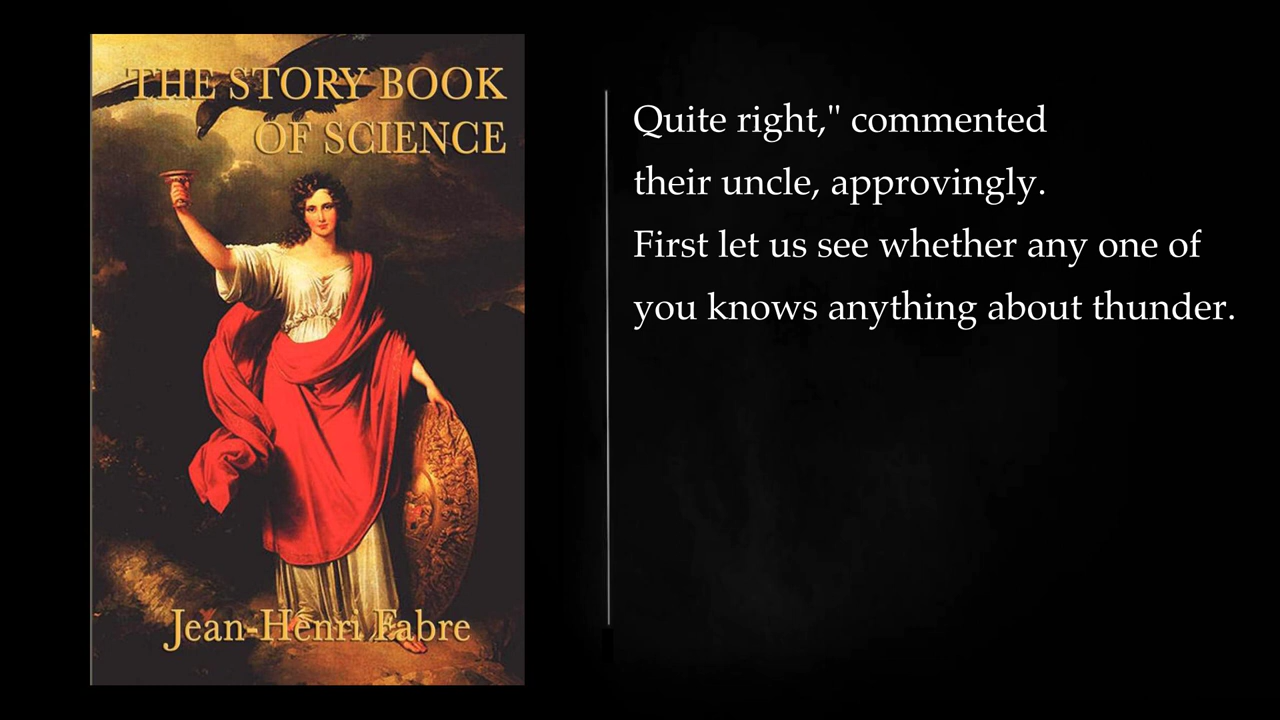 THE STORY BOOK
OF SCIENCE
Jean-Henri Fabre
Quite right," commented
their uncle, approvingly.
First let us see whether any one of
you knows anything about thunder.